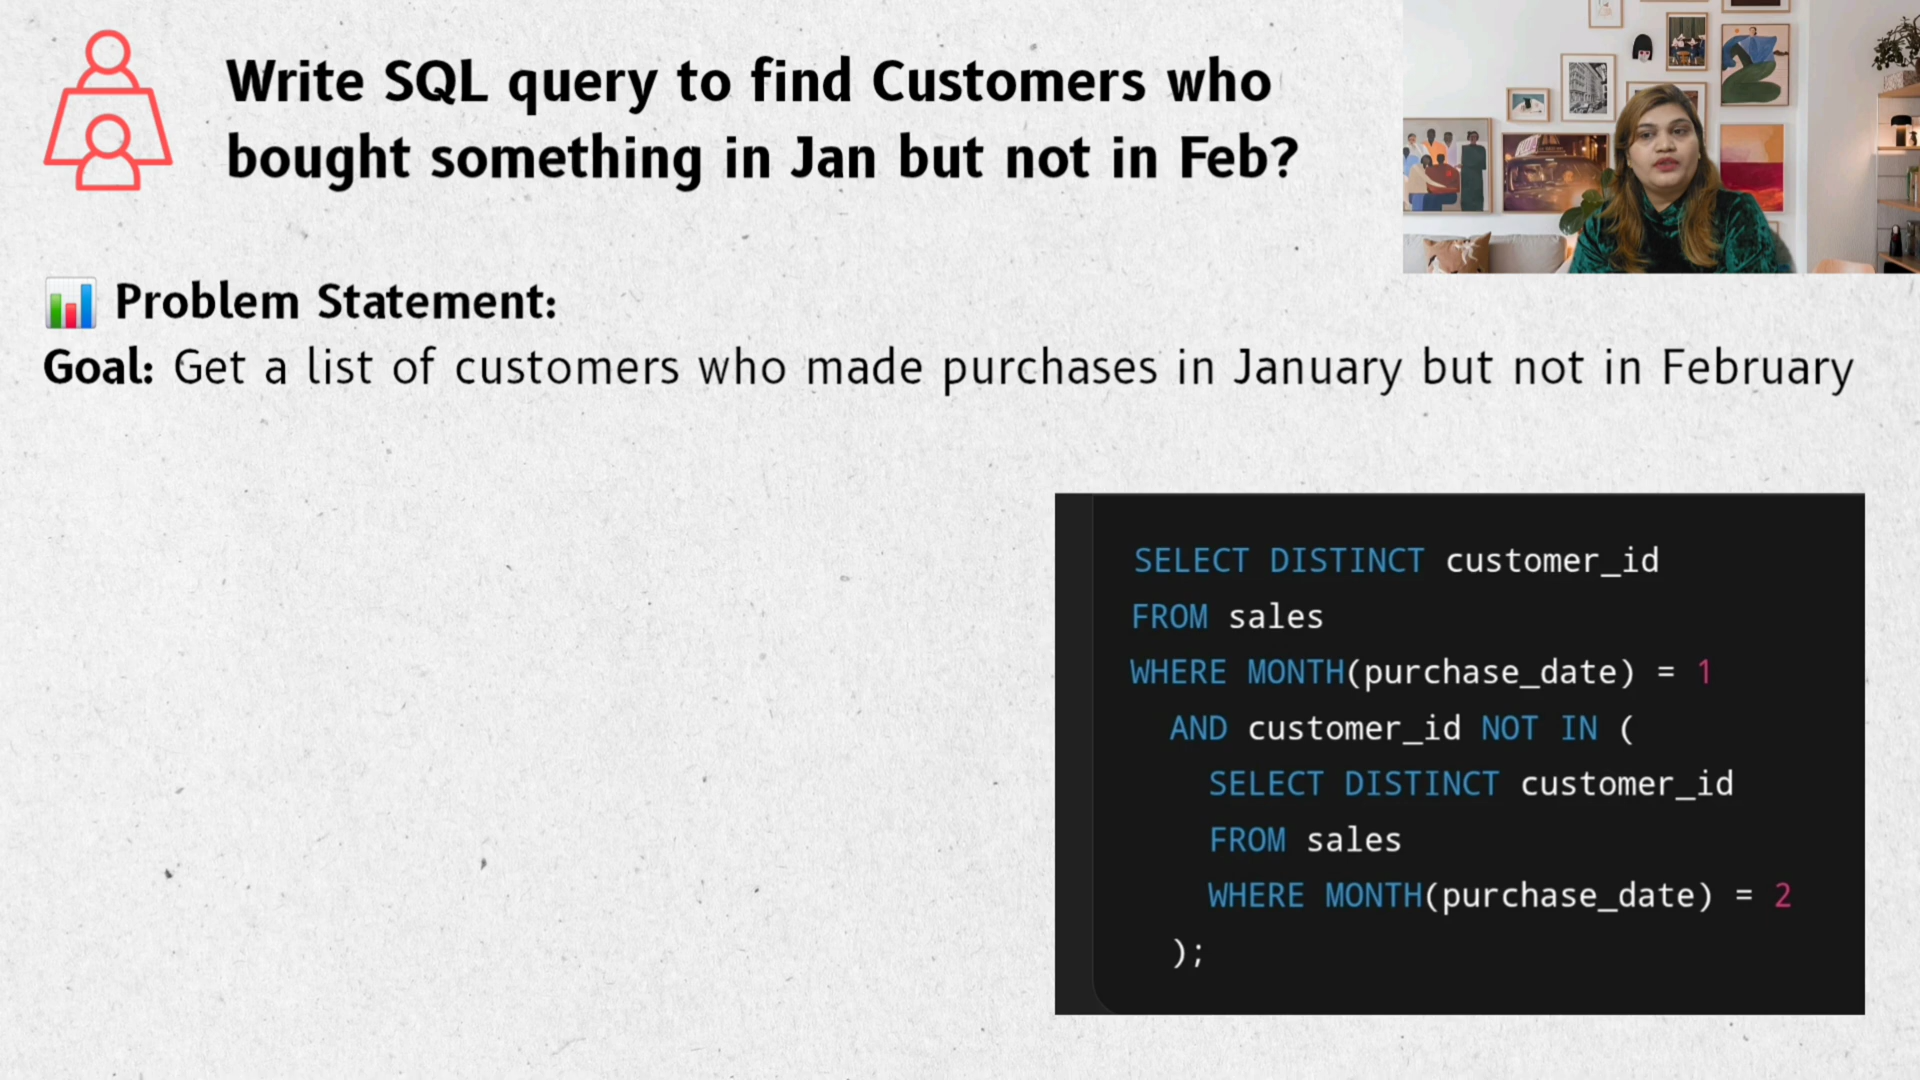 Write SQL query to find Customers who
bought something in Jan but not in Feb?
Problem Statement:
Goal: Get a list of customers who made purchases in January but not in February
SELECT DISTINCT customer_id
FROM sales
WHERE MONTH(purchase_date) = 1
AND customer_id NOT IN (
SELECT DISTINCT customer_id
FROM sales
WHERE MONTH(purchase_date) = 2
);